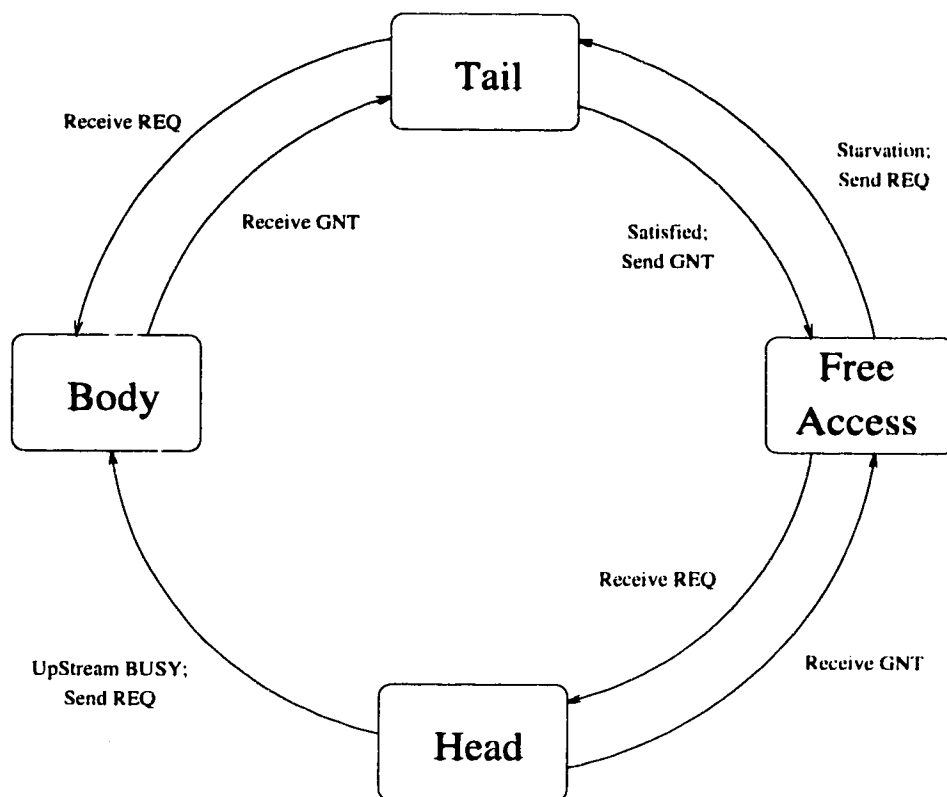 Tail
Receive REQ
Starvation;
Send REQ
Receive GNT
Satisfied;
Send GNT
Body
Free
Access
Receive REQ
UpStream BUSY;
Send REQ
Receive GNT
Head